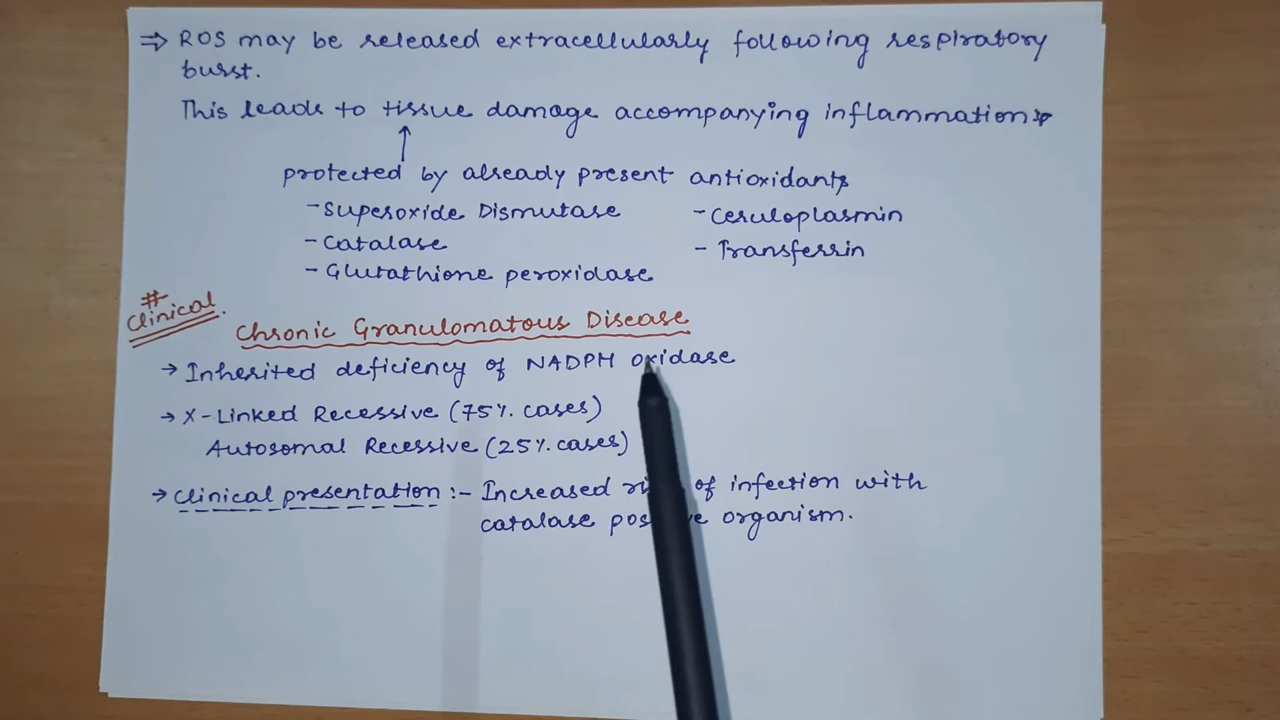 ⇒ ROS may be released extracellularly following respiratory
burst.
This leads to tissue damage accompanying inflammation
protected by already present antioxidants
- Superoxide Dismutase - Ceruloplasmin
- Catalase - Transferrin
- Glutathione peroxidase
# Clinical.
Chronic Granulomatous Disease
→ Inherited deficiency of NADPH oxidase
→ X-Linked Recessive (75% cases)
Autosomal Recessive (25% cases)
→ Clinical presentation :- Increased of infection with
catalase organism.